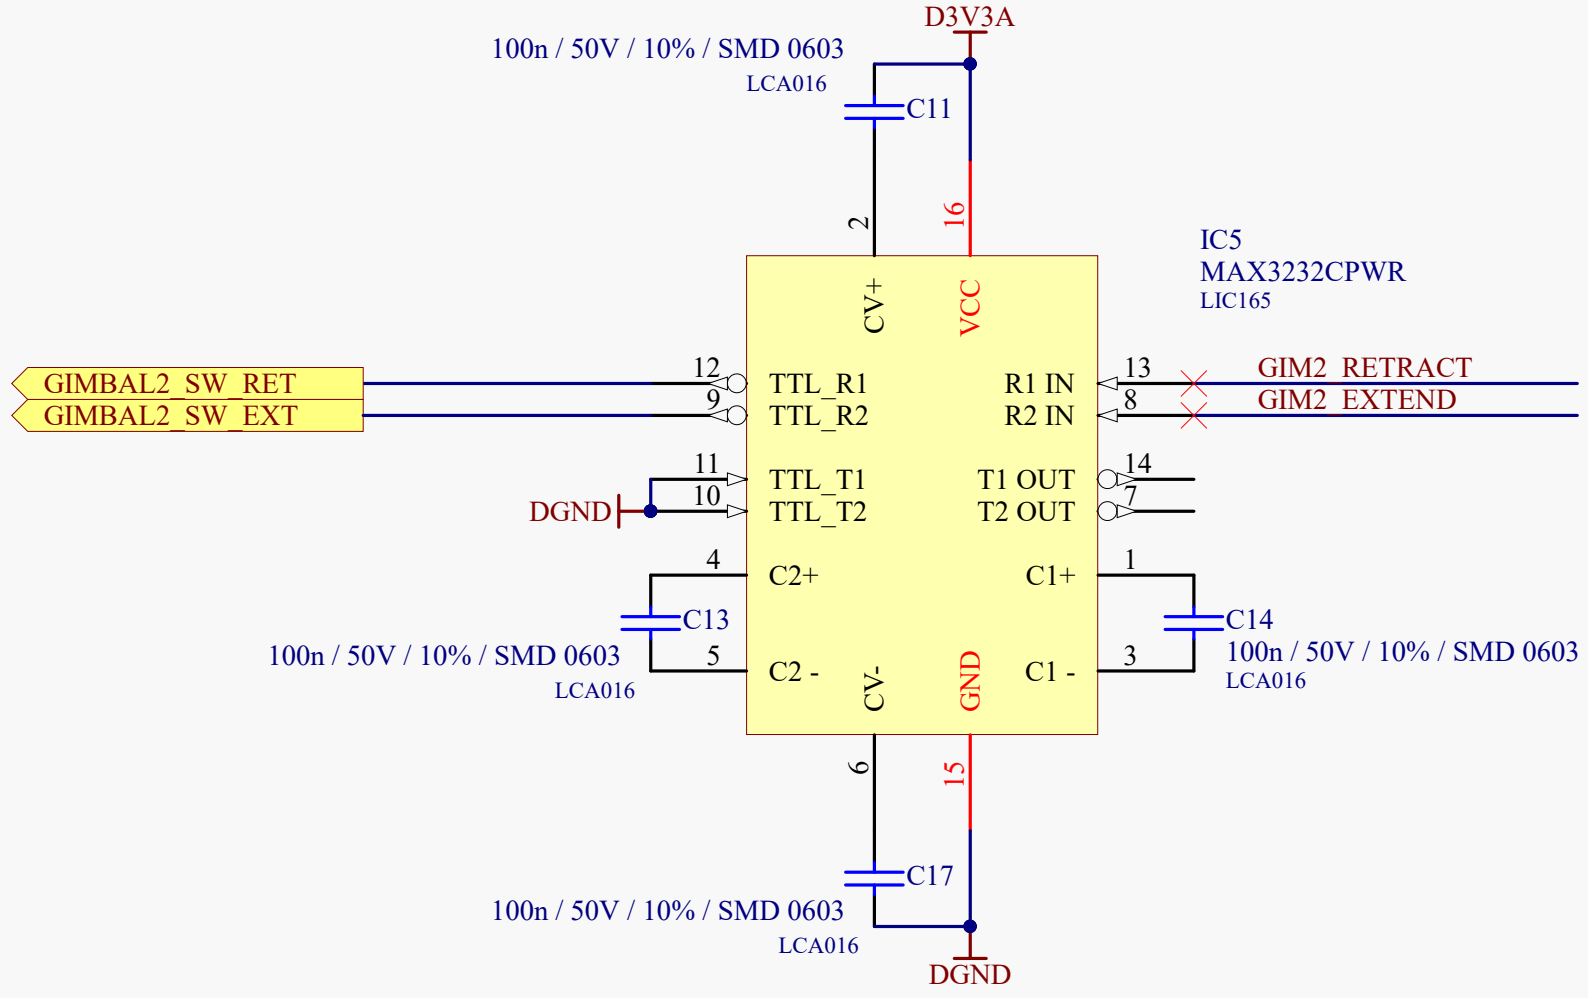 D3V3A
100n / 50V / 10% / SMD 0603
LCA016
C11
2
16
IC5
MAX3232CPWR
LIC165
CV+
VCC
GIMBAL2_SW_RET
12
TTL_R1
R1 IN
13
GIM2_RETRACT
GIMBAL2_SW_EXT
9
TTL_R2
R2 IN
8
GIM2_EXTEND
11
TTL_T1
T1 OUT
14
DGND
10
TTL_T2
T2 OUT
7
4
C2+
C1+
1
C13
100n / 50V / 10% / SMD 0603
LCA016
5
C2 -
C1 -
3
C14
100n / 50V / 10% / SMD 0603
LCA016
CV-
GND
6
15
C17
100n / 50V / 10% / SMD 0603
LCA016
DGND